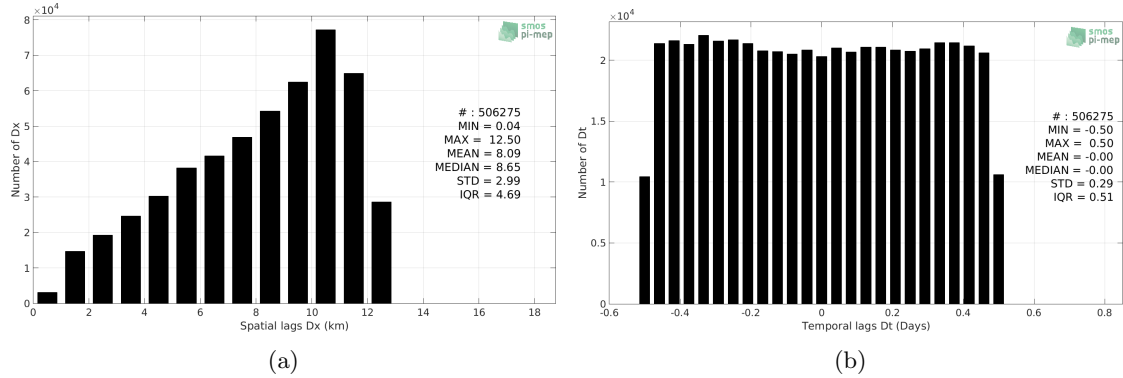 ×10⁴
8
7
6
5
4
3
2
1
0
Number of Dx
0 2 4 6 8 10 12 14 16 18
Spatial lags Dx (km)
smos
pi-mep
# : 506275
MIN = 0.04
MAX = 12.50
MEAN = 8.09
MEDIAN = 8.65
STD = 2.99
IQR = 4.69
(a)
×10⁴
2
1.5
1
0.5
0
Number of Dt
-0.6 -0.4 -0.2 0 0.2 0.4 0.6 0.8
Temporal lags Dt (Days)
smos
pi-mep
# : 506275
MIN = -0.50
MAX = 0.50
MEAN = -0.00
MEDIAN = -0.00
STD = 0.29
IQR = 0.51
(b)